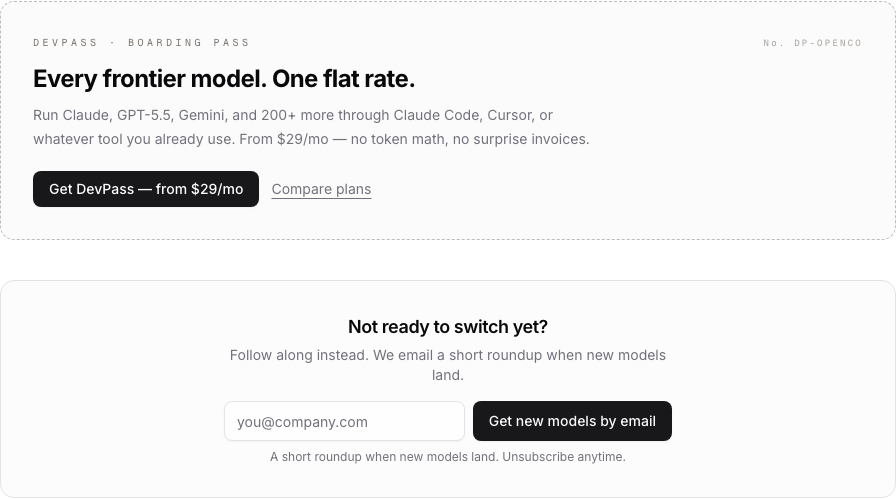 DEVPASS · BOARDING PASS
No. DP-OPENCO
Every frontier model. One flat rate.
Run Claude, GPT-5.5, Gemini, and 200+ more through Claude Code, Cursor, or
whatever tool you already use. From $29/mo — no token math, no surprise invoices.
Get DevPass — from $29/mo
Compare plans
Not ready to switch yet?
Follow along instead. We email a short roundup when new models
land.
you@company.com
Get new models by email
A short roundup when new models land. Unsubscribe anytime.